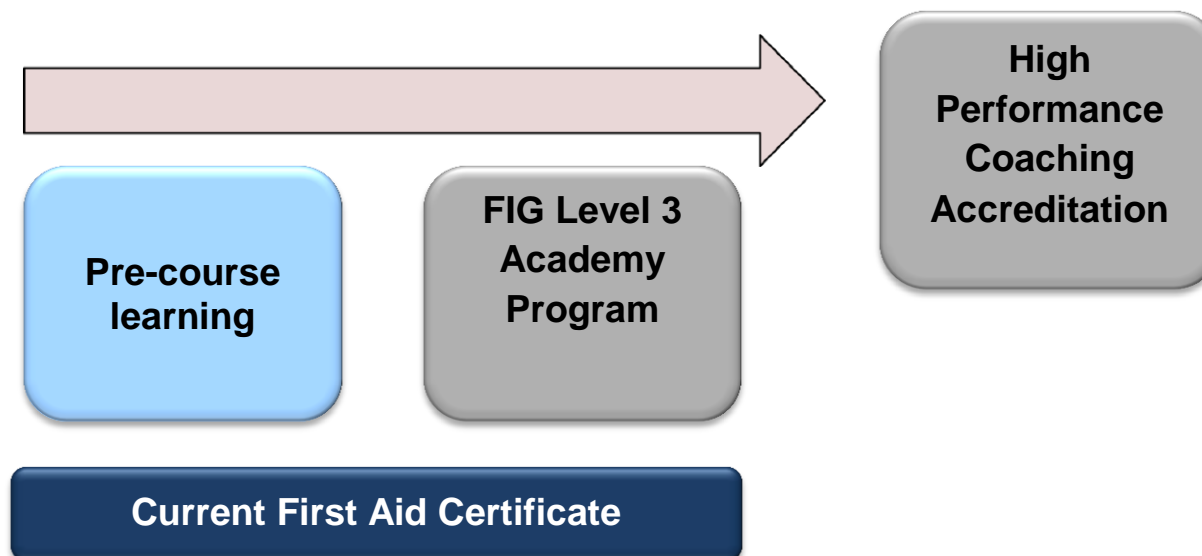 High
Performance
Coaching
Accreditation
Pre-course
learning
FIG Level 3
Academy
Program
Current First Aid Certificate